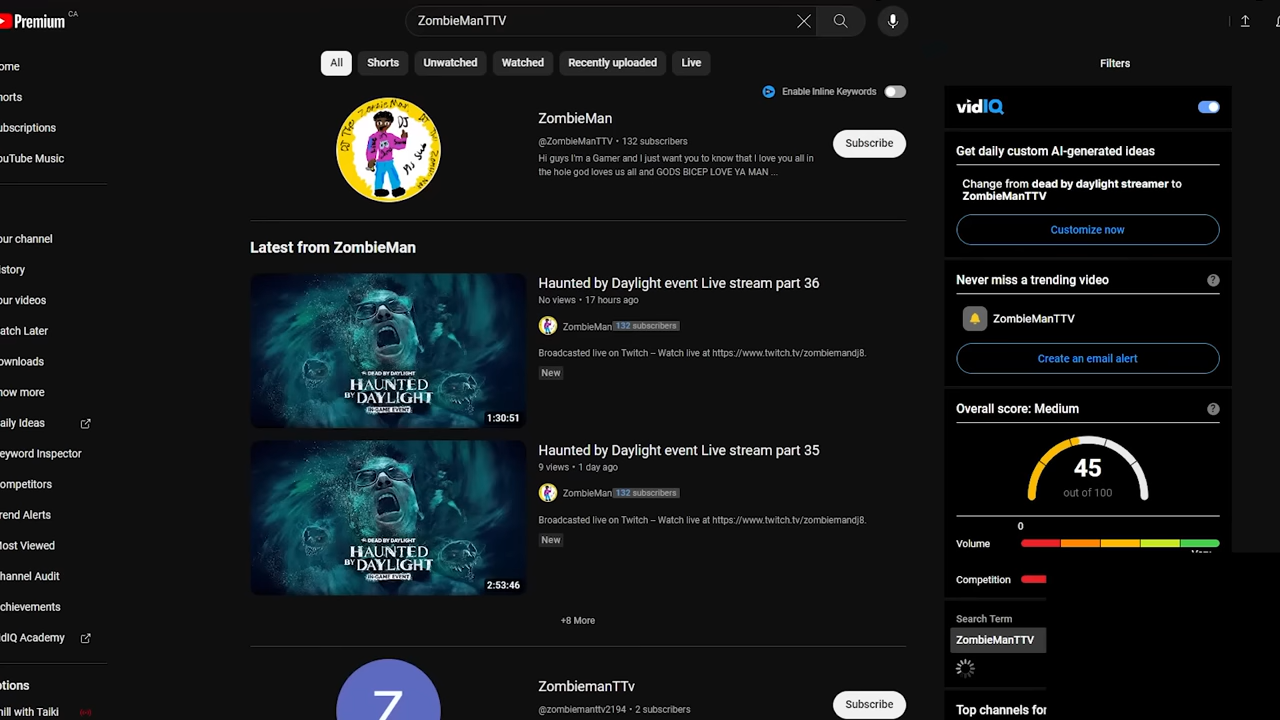 Premium CA
ZombieManTTV
ome
horts
ubscriptions
ouTube Music
our channel
istory
our videos
atch Later
ownloads
how more
aily Ideas
eyword Inspector
ompetitors
rend Alerts
ost Viewed
hannel Audit
chievements
idIQ Academy
ptions
hill with Taiki
All
Shorts
Unwatched
Watched
Recently uploaded
Live
Enable Inline Keywords
ZombieMan
@ZombieManTTV • 132 subscribers
Hi guys I'm a Gamer and I just want you to know that I love you all in
the hole god loves us all and GODS BICEP LOVE YA MAN ...
Subscribe
Latest from ZombieMan
DEAD BY DAYLIGHT
HAUNTED
BY DAYLIGHT
IN-GAME EVENT
1:30:51
Haunted by Daylight event Live stream part 36
No views • 17 hours ago
ZombieMan 132 subscribers
Broadcasted live on Twitch -- Watch live at https://www.twitch.tv/zombiemandj8.
New
DEAD BY DAYLIGHT
HAUNTED
BY DAYLIGHT
IN-GAME EVENT
2:53:46
Haunted by Daylight event Live stream part 35
9 views • 1 day ago
ZombieMan 132 subscribers
Broadcasted live on Twitch -- Watch live at https://www.twitch.tv/zombiemandj8.
New
+8 More
Z
ZombiemanTTv
@zombiemanttv2194 • 2 subscribers
Subscribe
Filters
vidIQ
Get daily custom AI-generated ideas
Change from dead by daylight streamer to
ZombieManTTV
Customize now
Never miss a trending video
?
ZombieManTTV
Create an email alert
Overall score: Medium
?
45
out of 100
0
Volume
Competition
Search Term
ZombieManTTV
Top channels for